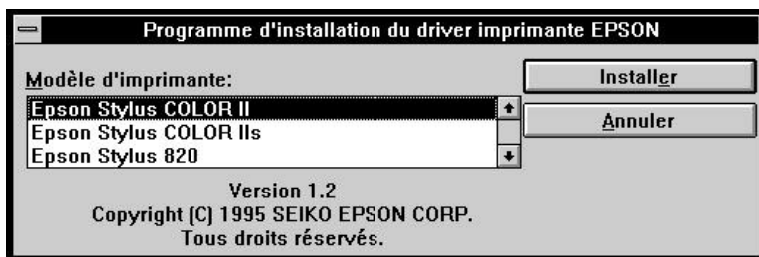 Programme d'installation du driver imprimante EPSON
Modèle d'imprimante:
Epson Stylus COLOR II
Epson Stylus COLOR IIs
Epson Stylus 820
Installer
Annuler
Version 1.2
Copyright (C) 1995 SEIKO EPSON CORP.
Tous droits réservés.